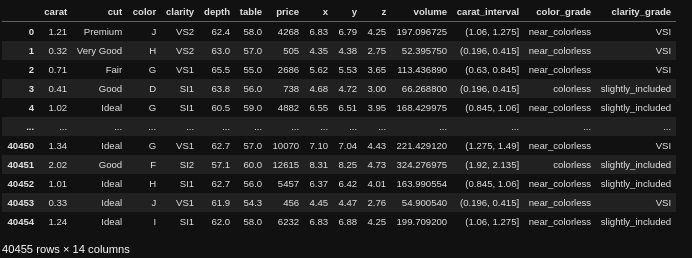 carat cut color clarity depth table price x y z volume carat_interval color_grade clarity_grade
0 1.21 Premium J VS2 62.4 58.0 4268 6.83 6.79 4.25 197.096725 (1.06, 1.275] near_colorless VSI
1 0.32 Very Good H VS2 63.0 57.0 505 4.35 4.38 2.75 52.395750 (0.196, 0.415] near_colorless VSI
2 0.71 Fair G VS1 65.5 55.0 2686 5.62 5.53 3.65 113.436890 (0.63, 0.845] near_colorless VSI
3 0.41 Good D SI1 63.8 56.0 738 4.68 4.72 3.00 66.268800 (0.196, 0.415] colorless slightly_included
4 1.02 Ideal G SI1 60.5 59.0 4882 6.55 6.51 3.95 168.429975 (0.845, 1.06] near_colorless slightly_included
... ... ... ... ... ... ... ... ... ... ... ... ... ... ...
40450 1.34 Ideal G VS1 62.7 57.0 10070 7.10 7.04 4.43 221.429120 (1.275, 1.49] near_colorless VSI
40451 2.02 Good F SI2 57.1 60.0 12615 8.31 8.25 4.73 324.276975 (1.92, 2.135] colorless slightly_included
40452 1.01 Ideal H SI1 62.7 56.0 5457 6.37 6.42 4.01 163.990554 (0.845, 1.06] near_colorless slightly_included
40453 0.33 Ideal J VS1 61.9 54.3 456 4.45 4.47 2.76 54.900540 (0.196, 0.415] near_colorless VSI
40454 1.24 Ideal I SI1 62.0 58.0 6232 6.83 6.88 4.25 199.709200 (1.06, 1.275] near_colorless slightly_included
40455 rows × 14 columns